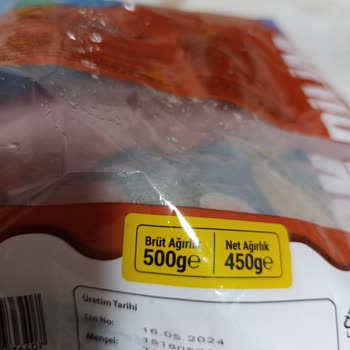 Brüt Ağırlık Net Ağırlık
500ge 450ge
Üretim Tarihi
Lot No: 16.05.2024
Menşei: